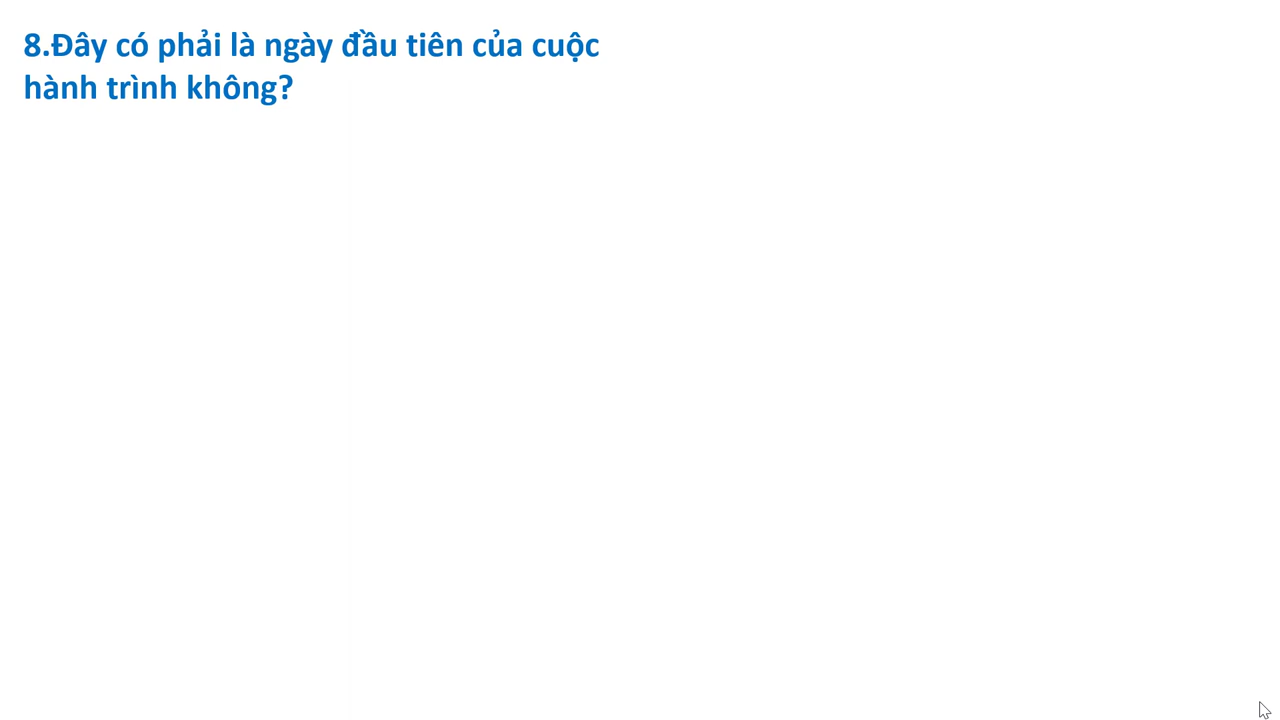 8.Đây có phải là ngày đầu tiên của cuộc
hành trình không?